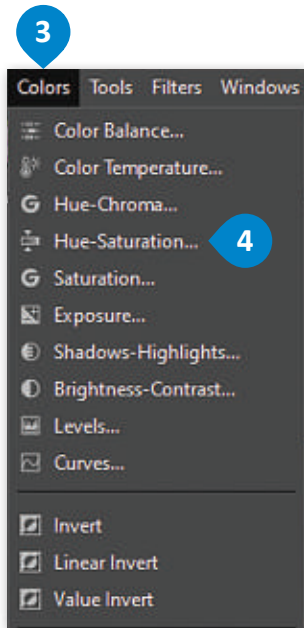 3
Colors Tools Filters Windows
Color Balance...
Color Temperature...
Hue-Chroma...
Hue-Saturation... 4
Saturation...
Exposure...
Shadows-Highlights...
Brightness-Contrast...
Levels...
Curves...
Invert
Linear Invert
Value Invert